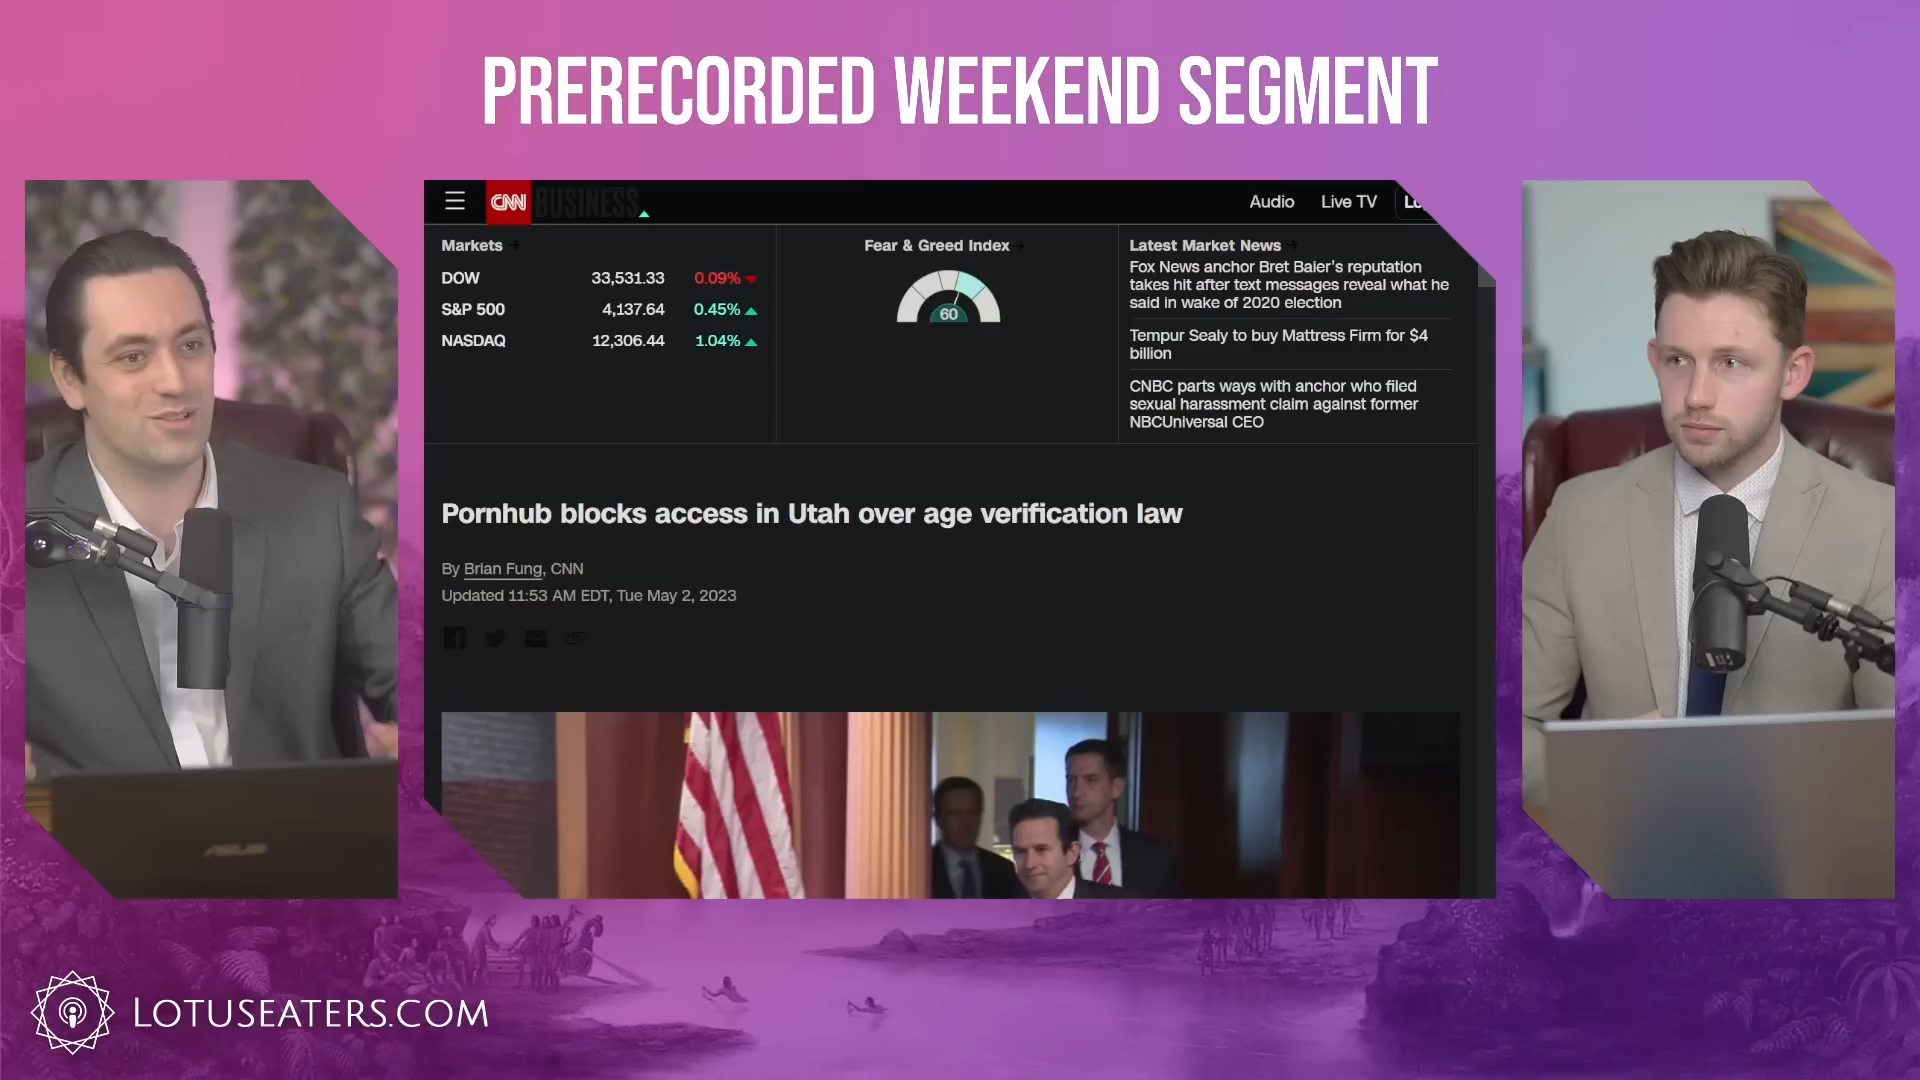 PRERECORDED WEEKEND SEGMENT
CNN BUSINESS
Audio
Live TV
Markets
DOW 33,531.33 0.09%
S&P 500 4,137.64 0.45%
NASDAQ 12,306.44 1.04%
Fear & Greed Index
60
Latest Market News
Fox News anchor Bret Baier's reputation
takes hit after text messages reveal what he
said in wake of 2020 election
Tempur Sealy to buy Mattress Firm for $4
billion
CNBC parts ways with anchor who filed
sexual harassment claim against former
NBCUniversal CEO
Pornhub blocks access in Utah over age verification law
By Brian Fung, CNN
Updated 11:53 AM EDT, Tue May 2, 2023
ASUS
LOTUSEATERS.COM